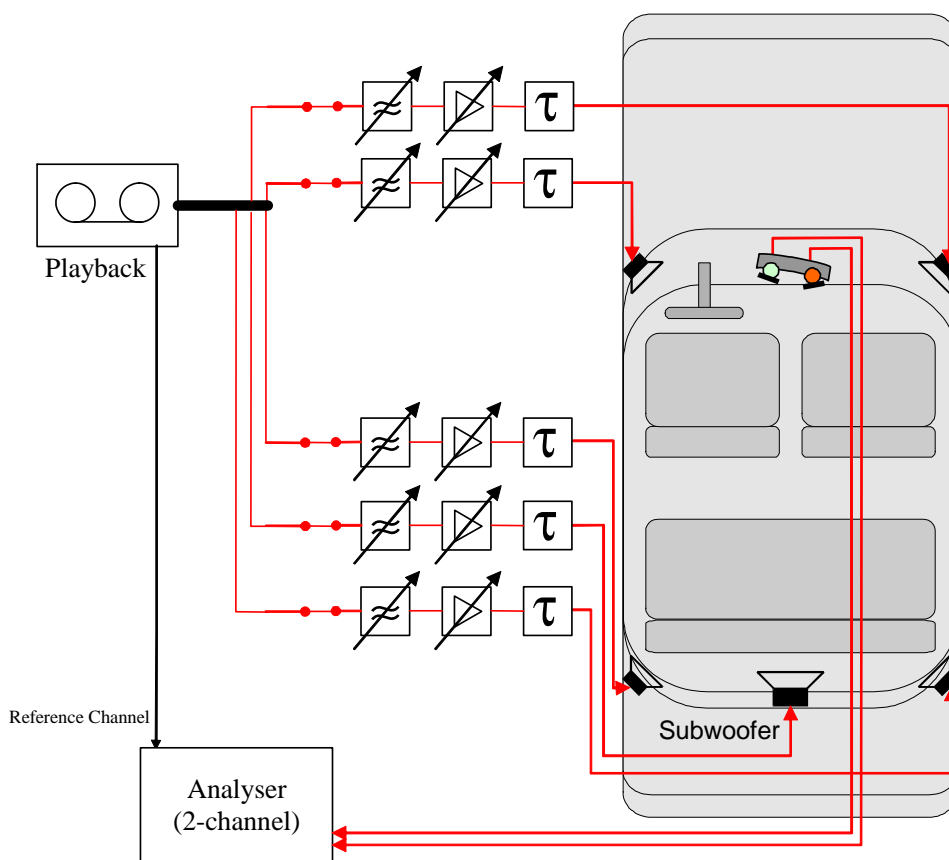 τ
τ
Playback
τ
τ
τ
Reference Channel
Subwoofer
Analyser
(2-channel)